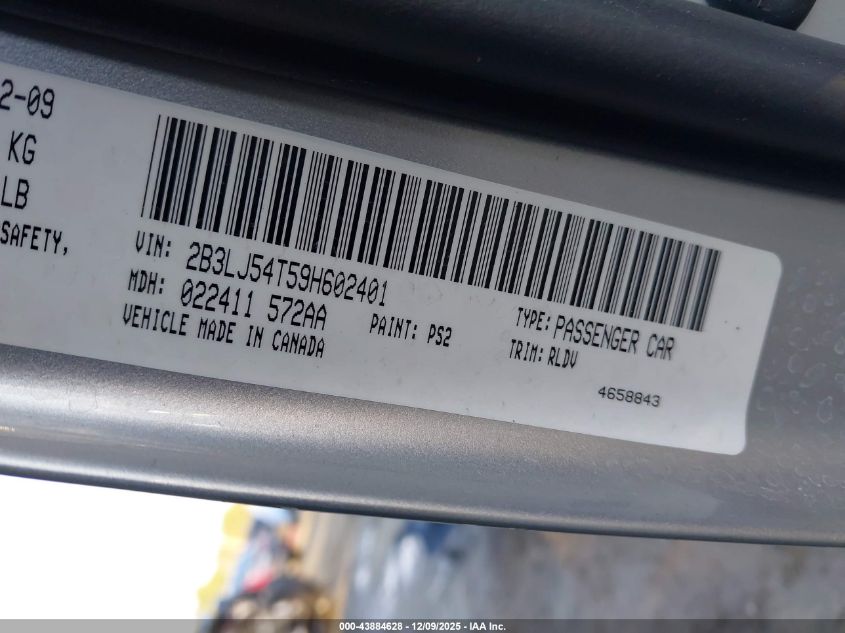 2-09
KG
LB
SAFETY,
VIN: 2B3LJ54T59H602401
MDH: 022411 572AA
VEHICLE MADE IN CANADA
PAINT: PS2
TYPE: PASSENGER CAR
TRIM: RLDV
4658843
000-43884628 - 12/09/2025 - IAA Inc.